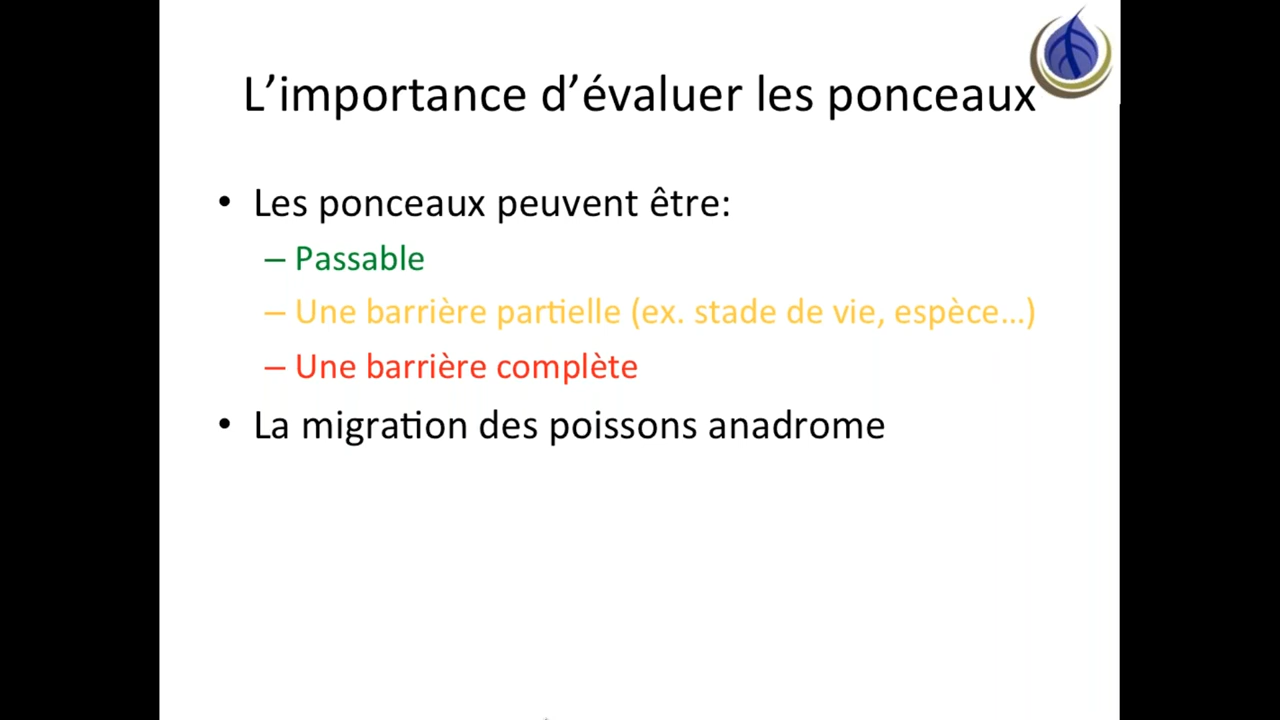 L’importance d’évaluer les ponceaux
• Les ponceaux peuvent être:
– Passable
– Une barrière partielle (ex. stade de vie, espèce…)
– Une barrière complète
• La migration des poissons anadrome